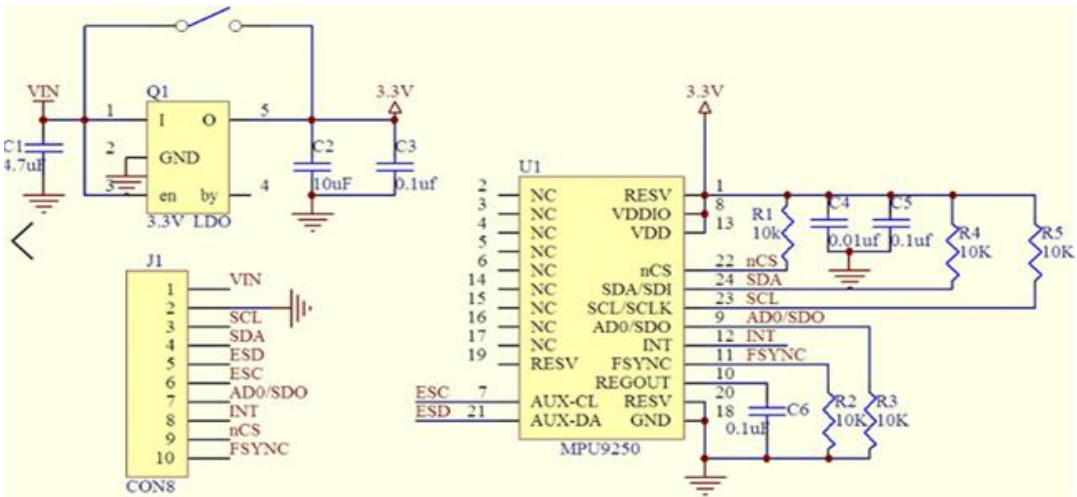 VIN
Q1
3.3V
1 I O 5
2 GND
3 en by 4
3.3V LDO
C1
4.7uF
C2
10uF
C3
0.1uf
J1
1 VIN
2
3 SCL
4 SDA
5 ESD
6 ESC
7 AD0/SDO
8 INT
9 nCS
10 FSYNC
CON8
3.3V
U1
2 NC RESV 1
3 NC VDDIO 8
4 NC VDD 13
5 NC
6 NC nCS 22 nCS
14 NC SDA/SDI 24 SDA
15 NC SCL/SCLK 23 SCL
16 NC AD0/SDO 9 AD0/SDO
17 NC INT 12 INT
19 RESV FSYNC 11 FSYNC
REGOUT 10
ESC 7 AUX-CL RESV 20
ESD 21 AUX-DA GND 18
MPU9250
R1
10k
C4
0.01uf
C5
0.1uf
R4
10K
R5
10K
C6
0.1uF
R2
10K
R3
10K